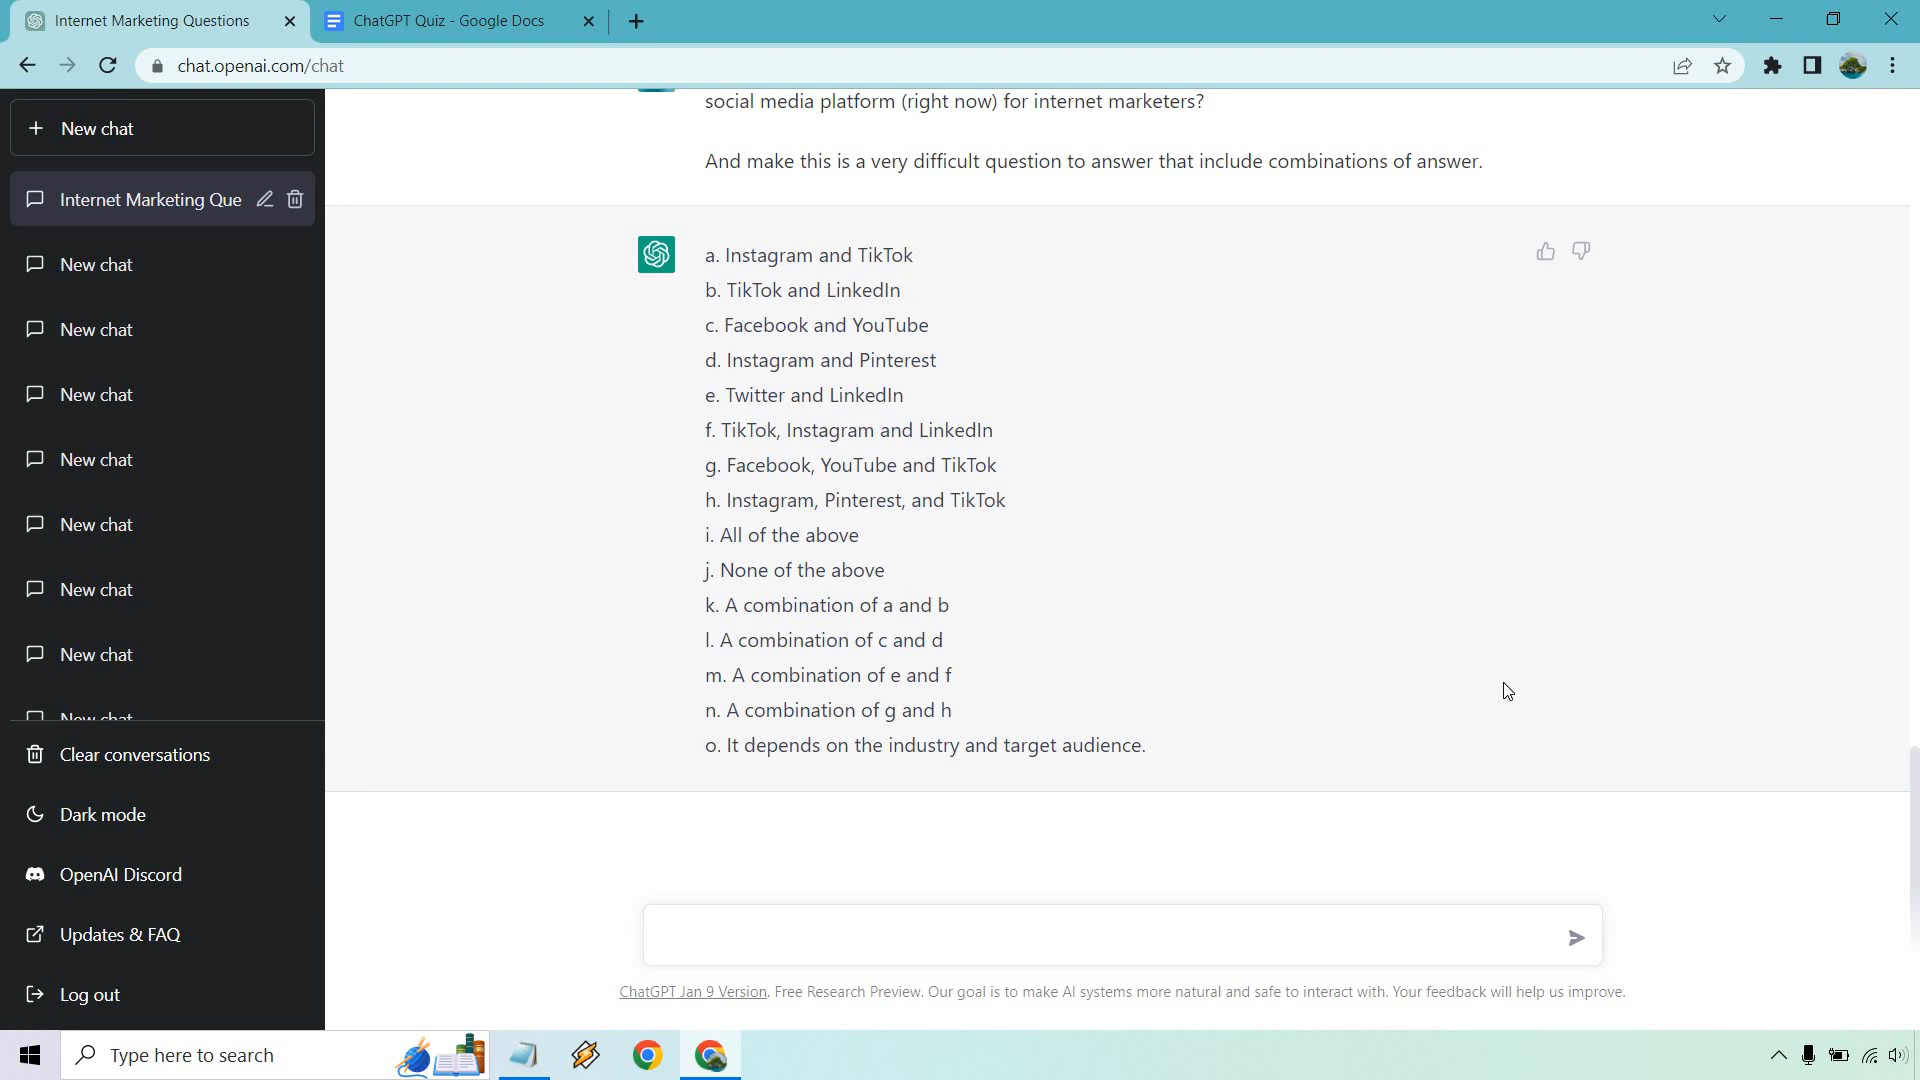 Internet Marketing Questions
ChatGPT Quiz - Google Docs
chat.openai.com/chat
New chat
Internet Marketing Que
New chat
New chat
New chat
New chat
New chat
New chat
New chat
New chat
Clear conversations
Dark mode
OpenAI Discord
Updates & FAQ
Log out
social media platform (right now) for internet marketers?
And make this is a very difficult question to answer that include combinations of answer.
a. Instagram and TikTok
b. TikTok and LinkedIn
c. Facebook and YouTube
d. Instagram and Pinterest
e. Twitter and LinkedIn
f. TikTok, Instagram and LinkedIn
g. Facebook, YouTube and TikTok
h. Instagram, Pinterest, and TikTok
i. All of the above
j. None of the above
k. A combination of a and b
l. A combination of c and d
m. A combination of e and f
n. A combination of g and h
o. It depends on the industry and target audience.
ChatGPT Jan 9 Version. Free Research Preview. Our goal is to make AI systems more natural and safe to interact with. Your feedback will help us improve.
Type here to search